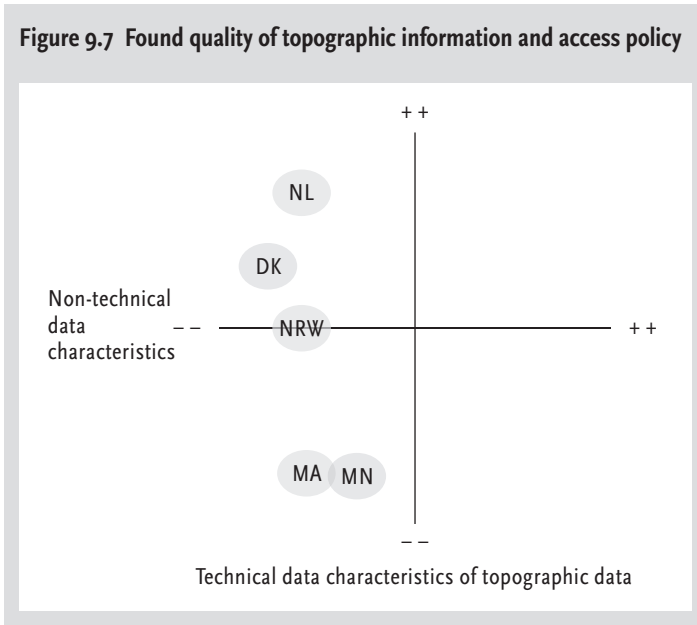 Figure 9.7 Found quality of topographic information and access policy
+ +
NL
DK
Non-technical
data
characteristics
– –
NRW
+ +
MA
MN
– –
Technical data characteristics of topographic data